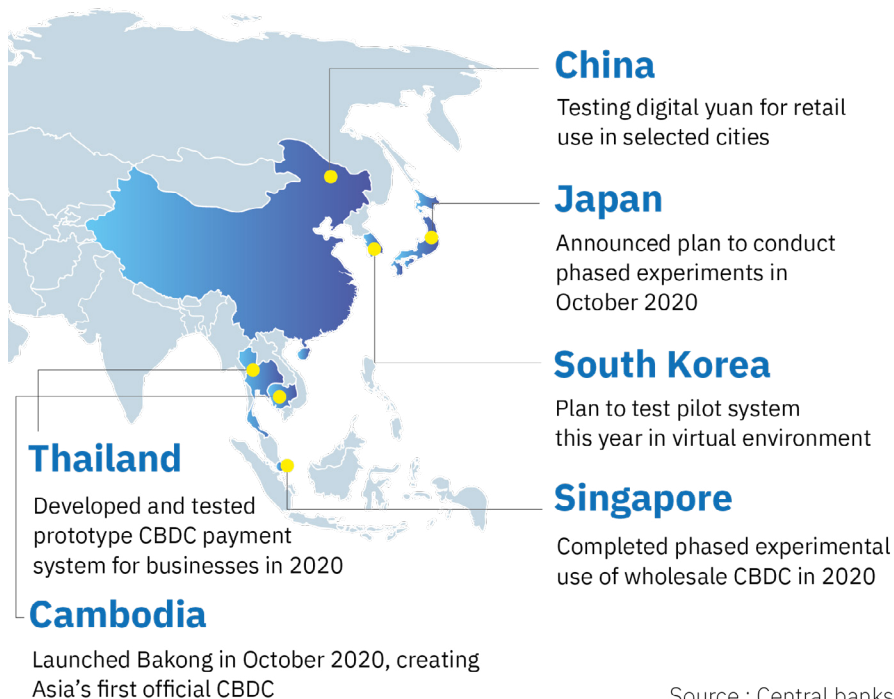 China
Testing digital yuan for retail
use in selected cities
Japan
Announced plan to conduct
phased experiments in
October 2020
South Korea
Plan to test pilot system
this year in virtual environment
Singapore
Completed phased experimental
use of wholesale CBDC in 2020
Thailand
Developed and tested
prototype CBDC payment
system for businesses in 2020
Cambodia
Launched Bakong in October 2020, creating
Asia's first official CBDC
Source : Central banks